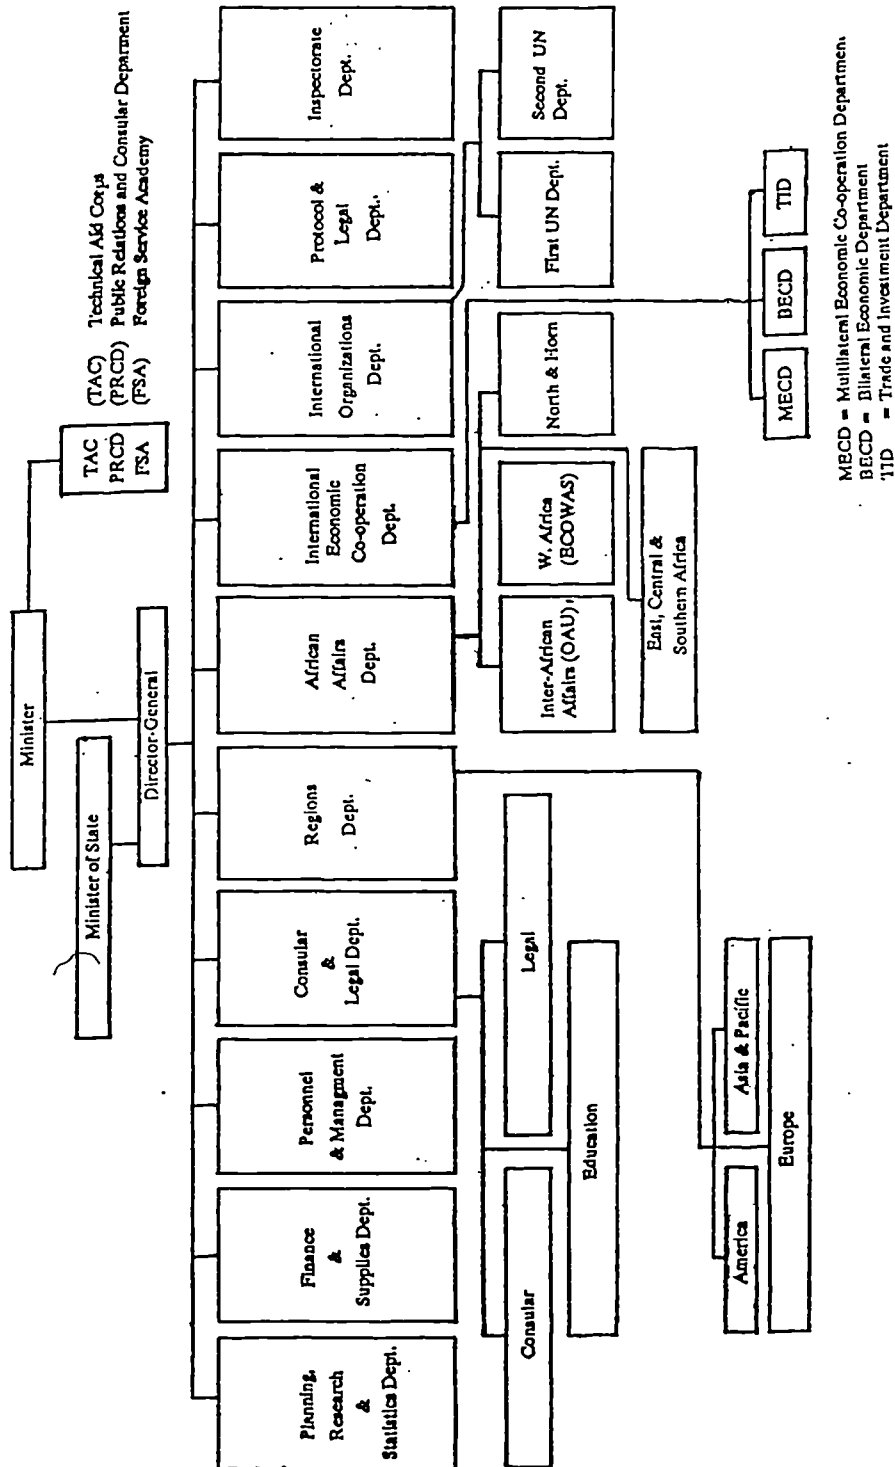 Minister
Minister of State
Director-General
TAC
PRCD
FSA
(TAC) Technical Aid Corps
(PRCD) Public Relations and Consular Department
(FSA) Foreign Service Academy
Planning,
Research
&
Statistics Dept.
Finance
&
Supplies Dept.
Personnel
& Managment
Dept.
Consular
&
Legal Dept.
Regions
Dept.
African
Affairs
Dept.
International
Economic
Co-operation
Dept.
International
Organizations
Dept.
Protocol &
Legal
Dept.
Inspectorate
Dept.
Consular
Legal
Education
Inter-African
Affairs (OAU)
W. Africa
(ECOWAS)
North & Horn
East, Central &
Southern Africa
First UN Dept.
Second UN
Dept.
America
Asia & Pacific
Europe
MECD
BECD
TID
MECD = Multilateral Economic Co-operation Department
BECD = Bilateral Economic Department
TID = Trade and Investment Department